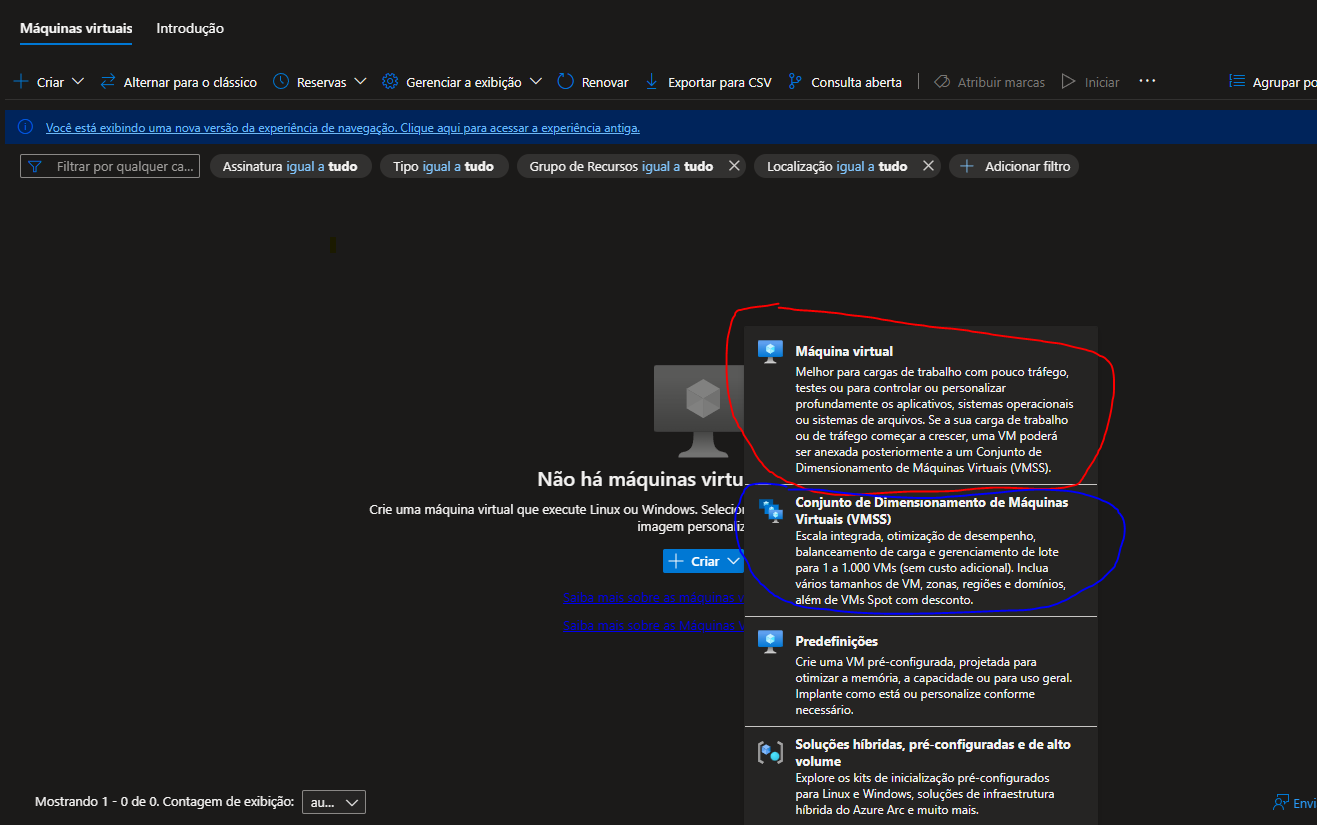 Máquinas virtuais Introdução
Criar Alternar para o clássico Reservas Gerenciar a exibição Renovar Exportar para CSV Consulta aberta Atribuir marcas Iniciar ... Agrupar po
Você está exibindo uma nova versão da experiência de navegação. Clique aqui para acessar a experiência antiga.
Filtrar por qualquer ca... Assinatura igual a tudo Tipo igual a tudo Grupo de Recursos igual a tudo Localização igual a tudo Adicionar filtro
Não há máquinas virtu
Crie uma máquina virtual que execute Linux ou Windows. Selecio
imagem personaliz
Criar
Saiba mais sobre as máquinas v
Saiba mais sobre as Máquinas v
Máquina virtual
Melhor para cargas de trabalho com pouco tráfego,
testes ou para controlar ou personalizar
profundamente os aplicativos, sistemas operacionais
ou sistemas de arquivos. Se a sua carga de trabalho
ou de tráfego começar a crescer, uma VM poderá
ser anexada posteriormente a um Conjunto de
Dimensionamento de Máquinas Virtuais (VMSS).
Conjunto de Dimensionamento de Máquinas
Virtuais (VMSS)
Escala integrada, otimização de desempenho,
balanceamento de carga e gerenciamento de lote
para 1 a 1.000 VMs (sem custo adicional). Inclua
vários tamanhos de VM, zonas, regiões e domínios,
além de VMs Spot com desconto.
Predefinições
Crie uma VM pré-configurada, projetada para
otimizar a memória, a capacidade ou para uso geral.
Implante como está ou personalize conforme
necessário.
Soluções híbridas, pré-configuradas e de alto
volume
Explore os kits de inicialização pré-configurados
para Linux e Windows, soluções de infraestrutura
híbrida do Azure Arc e muito mais.
Mostrando 1 - 0 de 0. Contagem de exibição: au... Envi